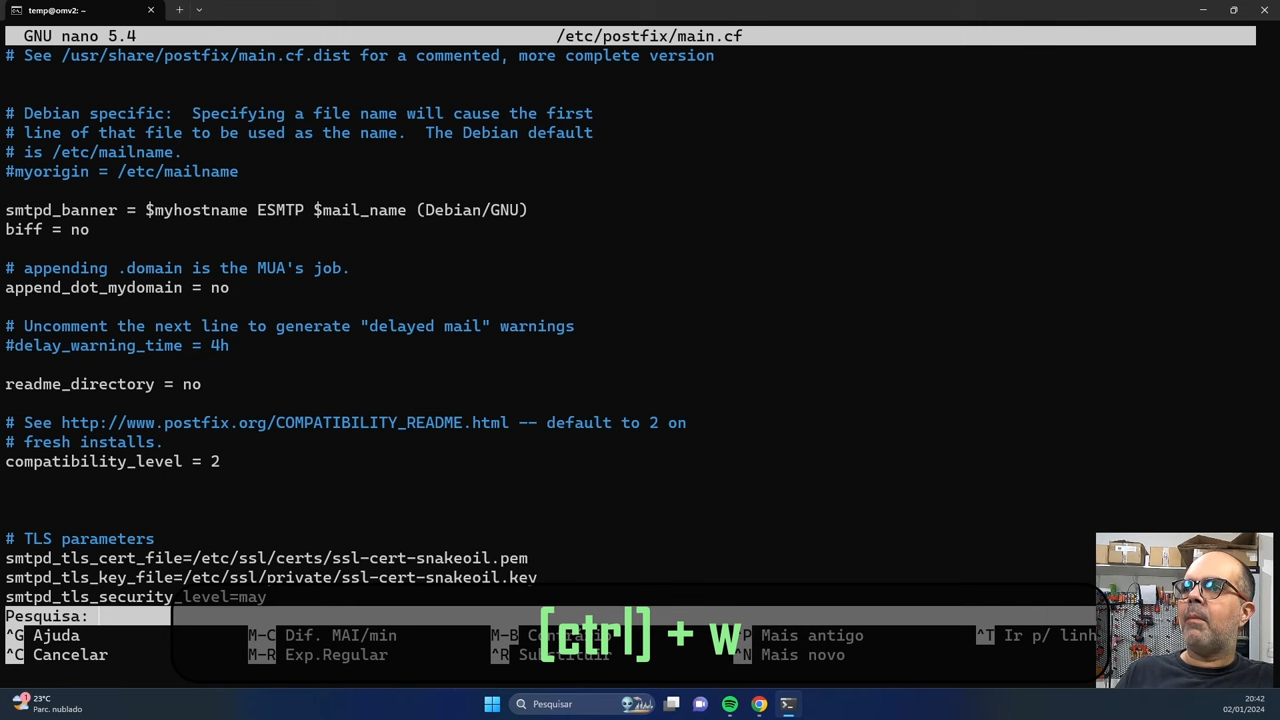 temp@omv2: ~
GNU nano 5.4 /etc/postfix/main.cf
# See /usr/share/postfix/main.cf.dist for a commented, more complete version
# Debian specific:  Specifying a file name will cause the first
# line of that file to be used as the name.  The Debian default
# is /etc/mailname.
#myorigin = /etc/mailname
smtpd_banner = $myhostname ESMTP $mail_name (Debian/GNU)
biff = no
# appending .domain is the MUA's job.
append_dot_mydomain = no
# Uncomment the next line to generate "delayed mail" warnings
#delay_warning_time = 4h
readme_directory = no
# See http://www.postfix.org/COMPATIBILITY_README.html -- default to 2 on
# fresh installs.
compatibility_level = 2
# TLS parameters
smtpd_tls_cert_file=/etc/ssl/certs/ssl-cert-snakeoil.pem
smtpd_tls_key_file=/etc/ssl/private/ssl-cert-snakeoil.key
smtpd_tls_security_level=may
Pesquisa:
^G Ajuda M-C Dif. MAI/min M-B ^P Mais antigo ^T Ir p/ linh
^C Cancelar M-R Exp.Regular ^R Substituir ^N Mais novo
[ctrl] + w
23°C
Parc. nublado
Pesquisar
20:42
02/01/2024